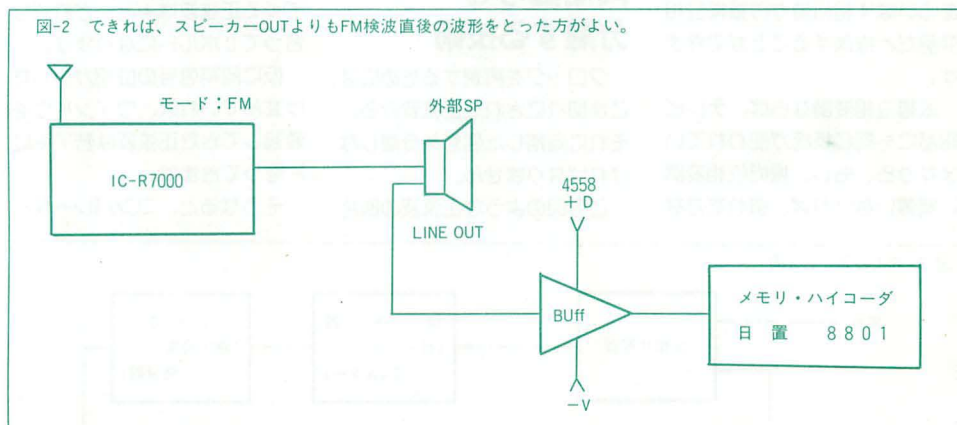 図-2 できれば、スピーカーOUTよりもFM検波直後の波形をとった方がよい。
モード：FM
IC-R7000
外部SP
LINE OUT
4558
+D
BUff
−V
メモリ・ハイコーダ
日置 8801